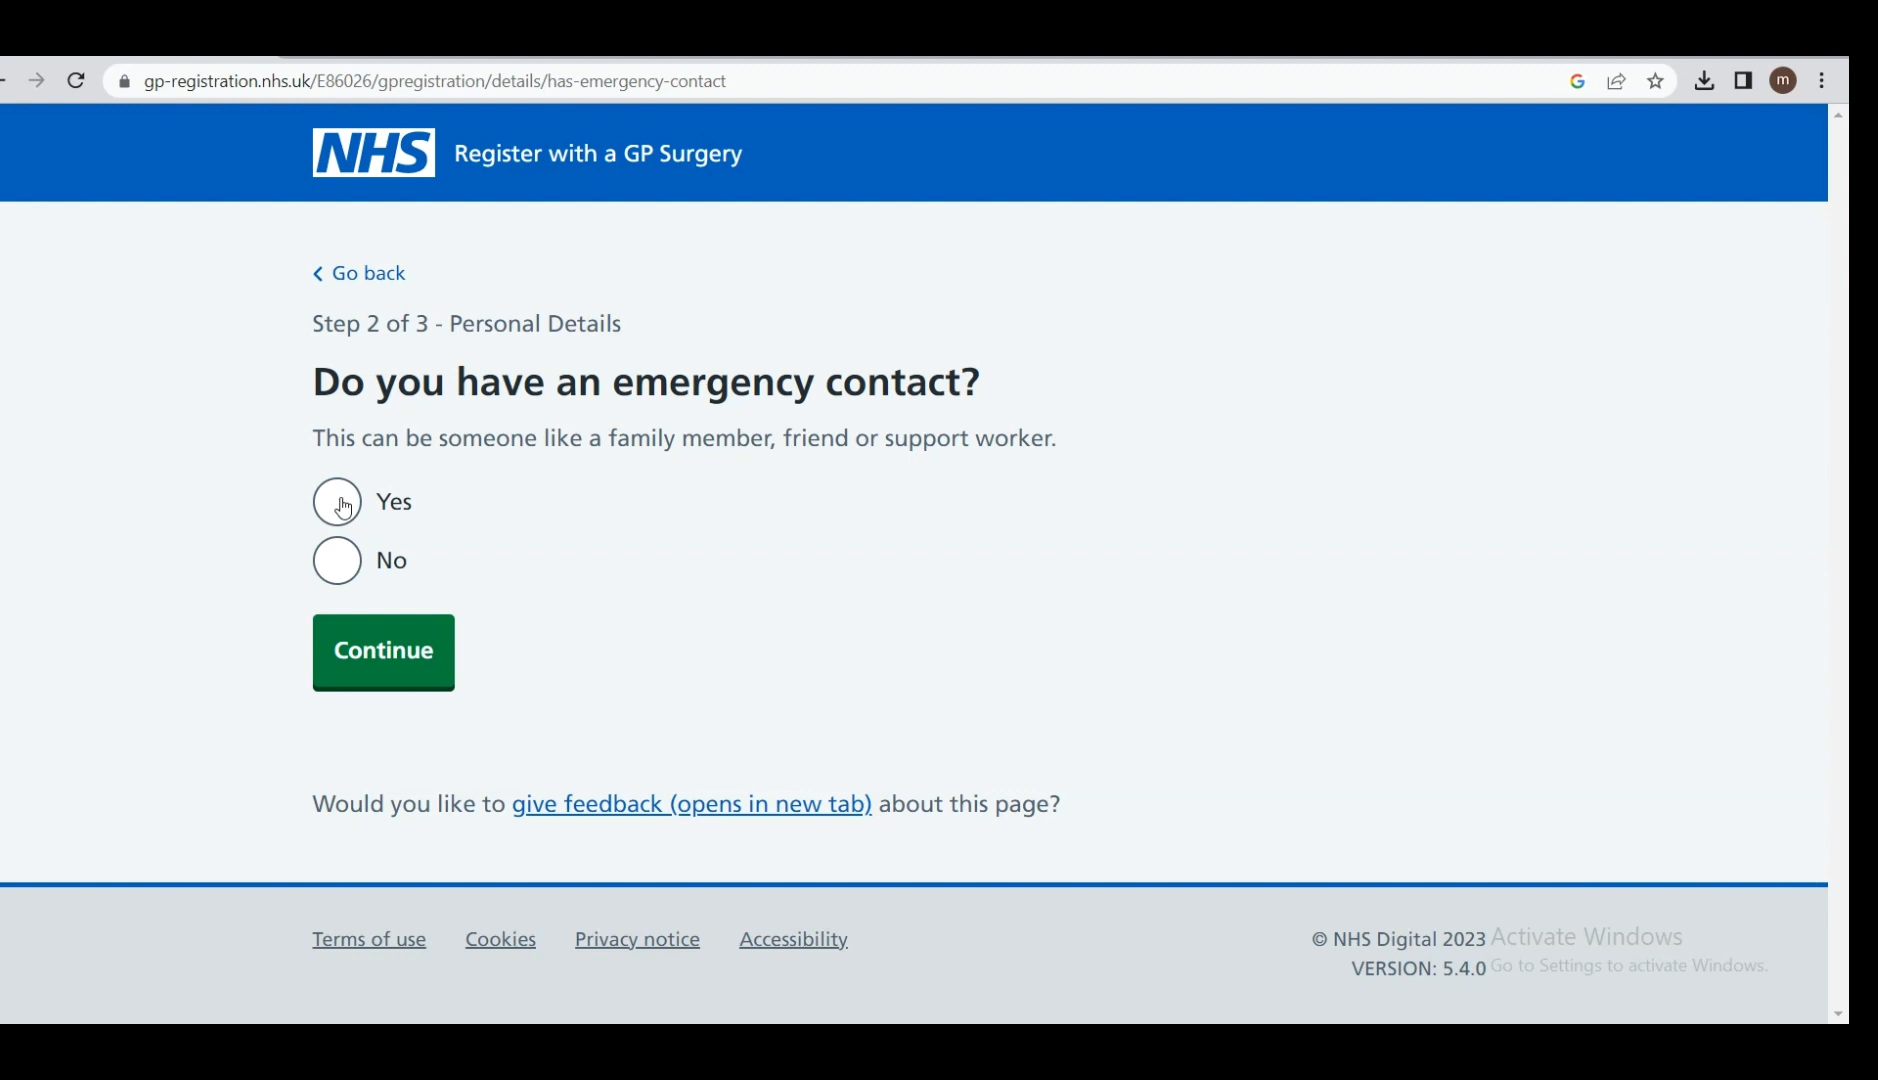 gp-registration.nhs.uk/E86026/gpregistration/details/has-emergency-contact
m
NHS Register with a GP Surgery
Go back
Step 2 of 3 - Personal Details
Do you have an emergency contact?
This can be someone like a family member, friend or support worker.
Yes
No
Continue
Would you like to give feedback (opens in new tab) about this page?
Terms of use Cookies Privacy notice Accessibility
© NHS Digital 2023 Activate Windows
VERSION: 5.4.0 Go to Settings to activate Windows.